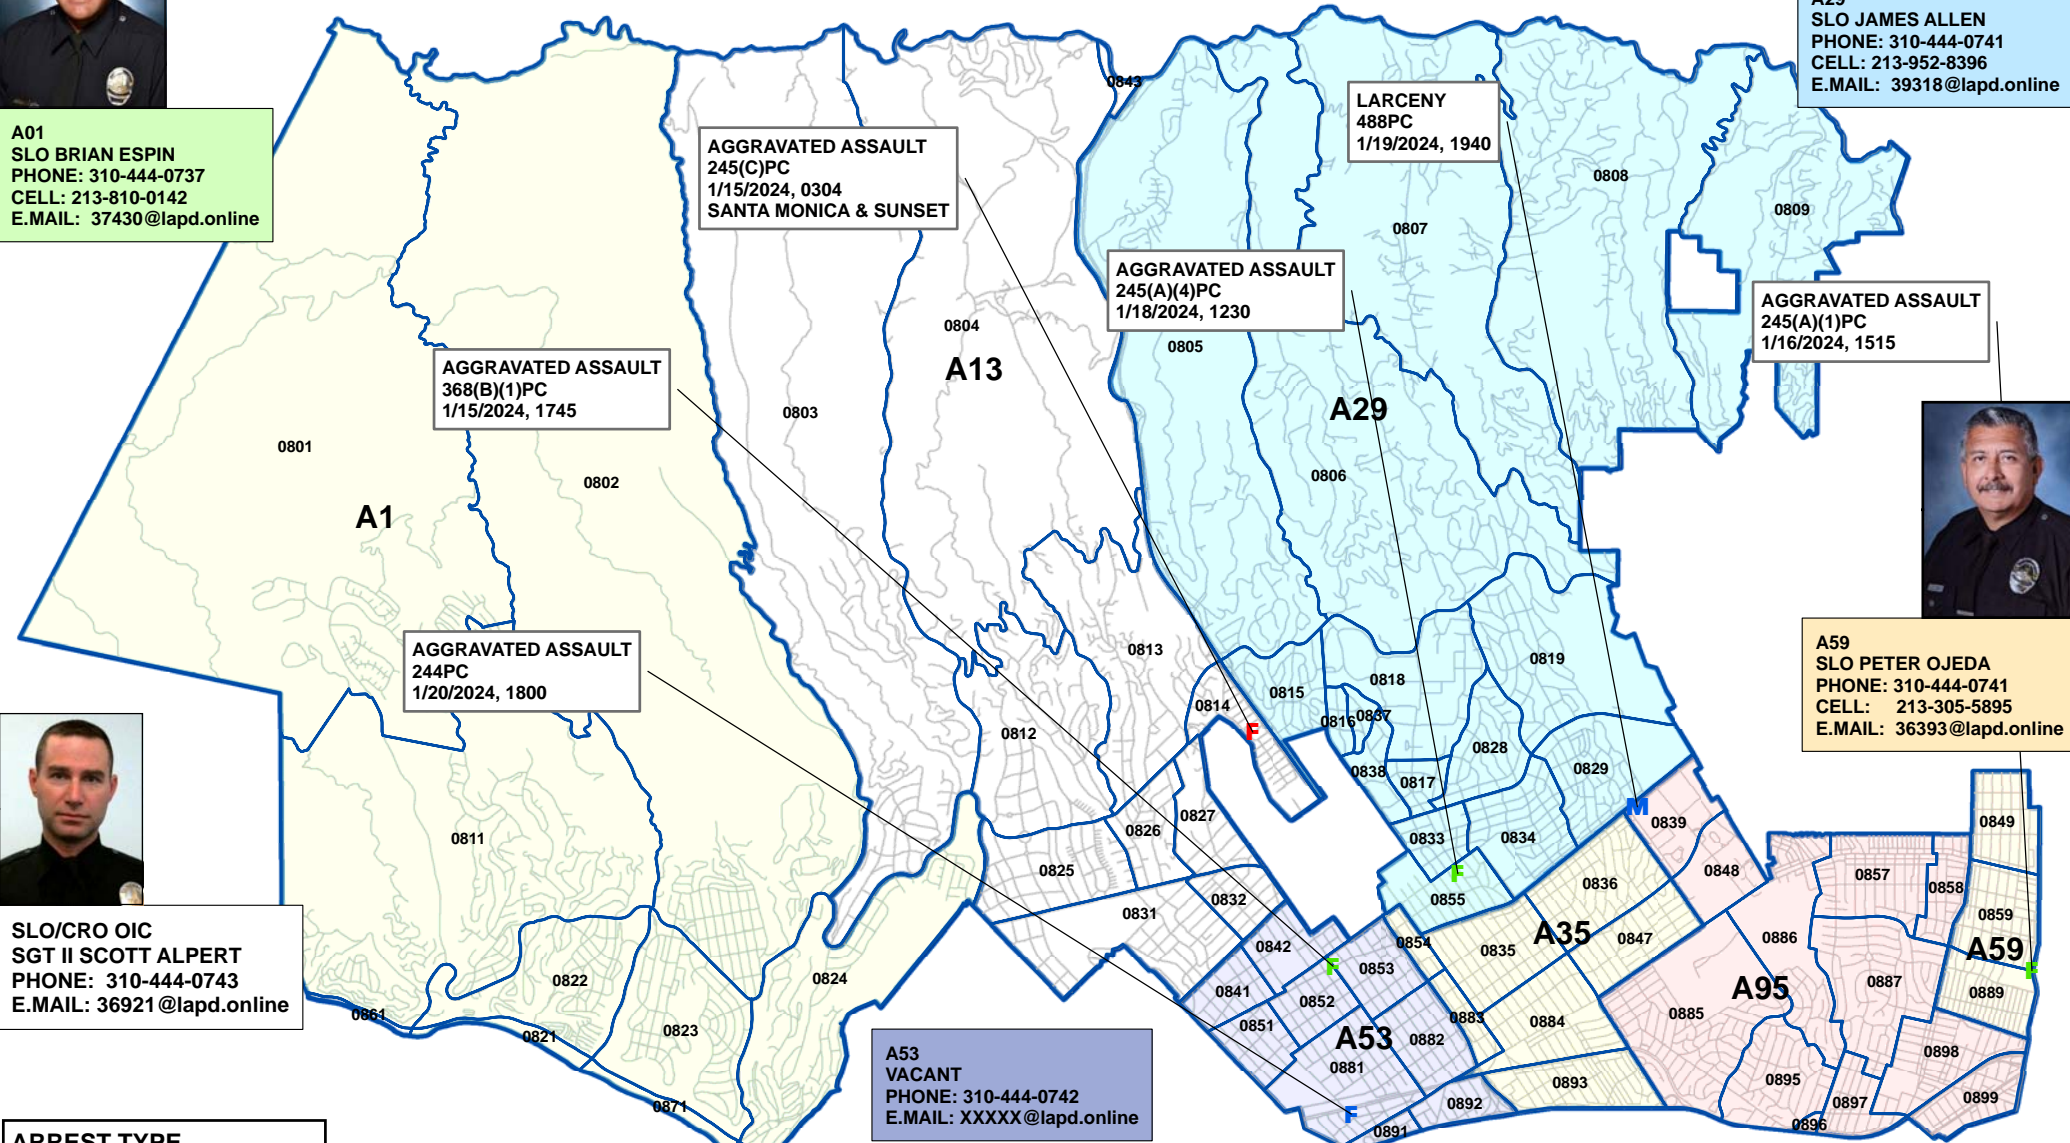 A29
SLO JAMES ALLEN
PHONE: 310-444-0741
CELL: 213-952-8396
E.MAIL: 39318@lapd.online
A01
SLO BRIAN ESPIN
PHONE: 310-444-0737
CELL: 213-810-0142
E.MAIL: 37430@lapd.online
AGGRAVATED ASSAULT
245(C)PC
1/15/2024, 0304
SANTA MONICA & SUNSET
LARCENY
488PC
1/19/2024, 1940
AGGRAVATED ASSAULT
245(A)(4)PC
1/18/2024, 1230
AGGRAVATED ASSAULT
245(A)(1)PC
1/16/2024, 1515
AGGRAVATED ASSAULT
368(B)(1)PC
1/15/2024, 1745
AGGRAVATED ASSAULT
244PC
1/20/2024, 1800
A59
SLO PETER OJEDA
PHONE: 310-444-0741
CELL: 213-305-5895
E.MAIL: 36393@lapd.online
SLO/CRO OIC
SGT II SCOTT ALPERT
PHONE: 310-444-0743
E.MAIL: 36921@lapd.online
A53
VACANT
PHONE: 310-444-0742
E.MAIL: XXXXX@lapd.online
ARREST TYPE
0843
0808
0809
0807
0804
A13
0805
0803
A29
0801
0802
0806
A1
0813
0819
0818
0815
0814
0816
0837
0812
0828
0829
0838
0817
0827
0826
0833
0834
0839
0849
0811
0825
0848
0857
0858
0836
0832
0855
0831
0859
A35
0842
0854
0835
0847
0886
A59
0853
0824
0822
0887
A95
0841
0852
0889
0861
0885
0883
0884
0851
0823
0821
A53
0882
0898
0881
0893
0895
0899
0871
0892
0897
0891
0896
F
M
F
F
F
F